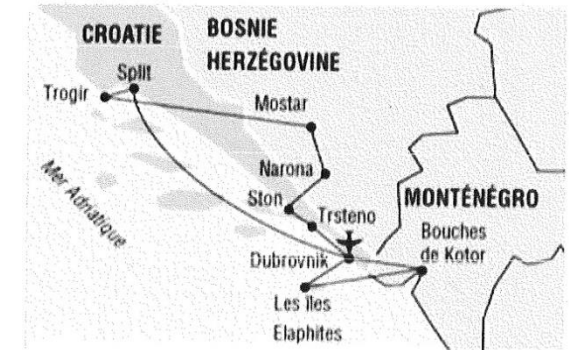 CROATIE
BOSNIE
HERZÉGOVINE
Split
Trogir
Mostar
Mer Adriatique
Narona
Ston
Trsteno
MONTÉNÉGRO
Bouches
de Kotor
Dubrovnik
Les îles
Elaphites